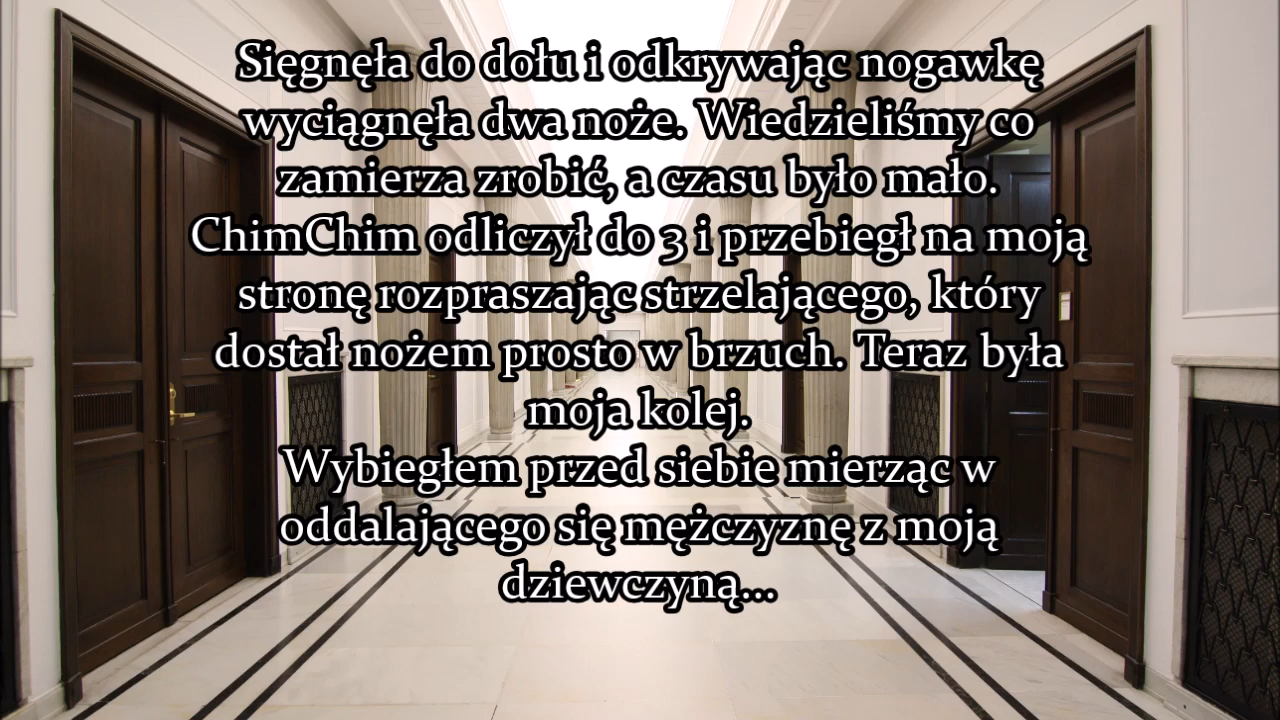 Sięgnęła do dołu i odkrywając nogawkę
wyciągnęła dwa noże. Wiedzieliśmy co
zamierza zrobić, a czasu było mało.
ChimChim odliczył do 3 i przebiegł na moją
stronę rozpraszając strzelającego, który
dostał nożem prosto w brzuch. Teraz była
moja kolej.
Wybiegłem przed siebie mierząc w
oddalającego się mężczyznę z moją
dziewczyną...